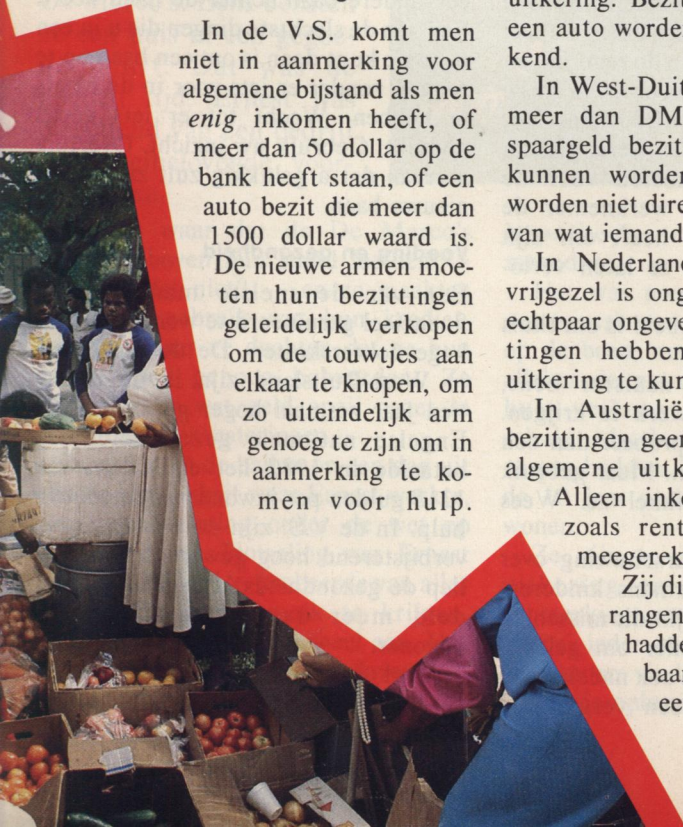 In de V.S. komt men
niet in aanmerking voor
algemene bijstand als men
enig inkomen heeft, of
meer dan 50 dollar op de
bank heeft staan, of een
auto bezit die meer dan
1500 dollar waard is.
De nieuwe armen moe-
ten hun bezittingen
geleidelijk verkopen
om de touwtjes aan
elkaar te knopen, om
zo uiteindelijk arm
genoeg te zijn om in
aanmerking te ko-
men voor hulp.
uitkering. Bezit
een auto worde
kend.
In West-Duit
meer dan DM
spaargeld bezit
kunnen worden
worden niet dire
van wat iemand
In Nederland
vrijgezel is ong
echtpaar ongeve
tingen hebben
uitkering te kun
In Australië
bezittingen geen
algemene uitk
Alleen inko
zoals rent
meegerek
Zij di
rangen
hadde
baar
ee